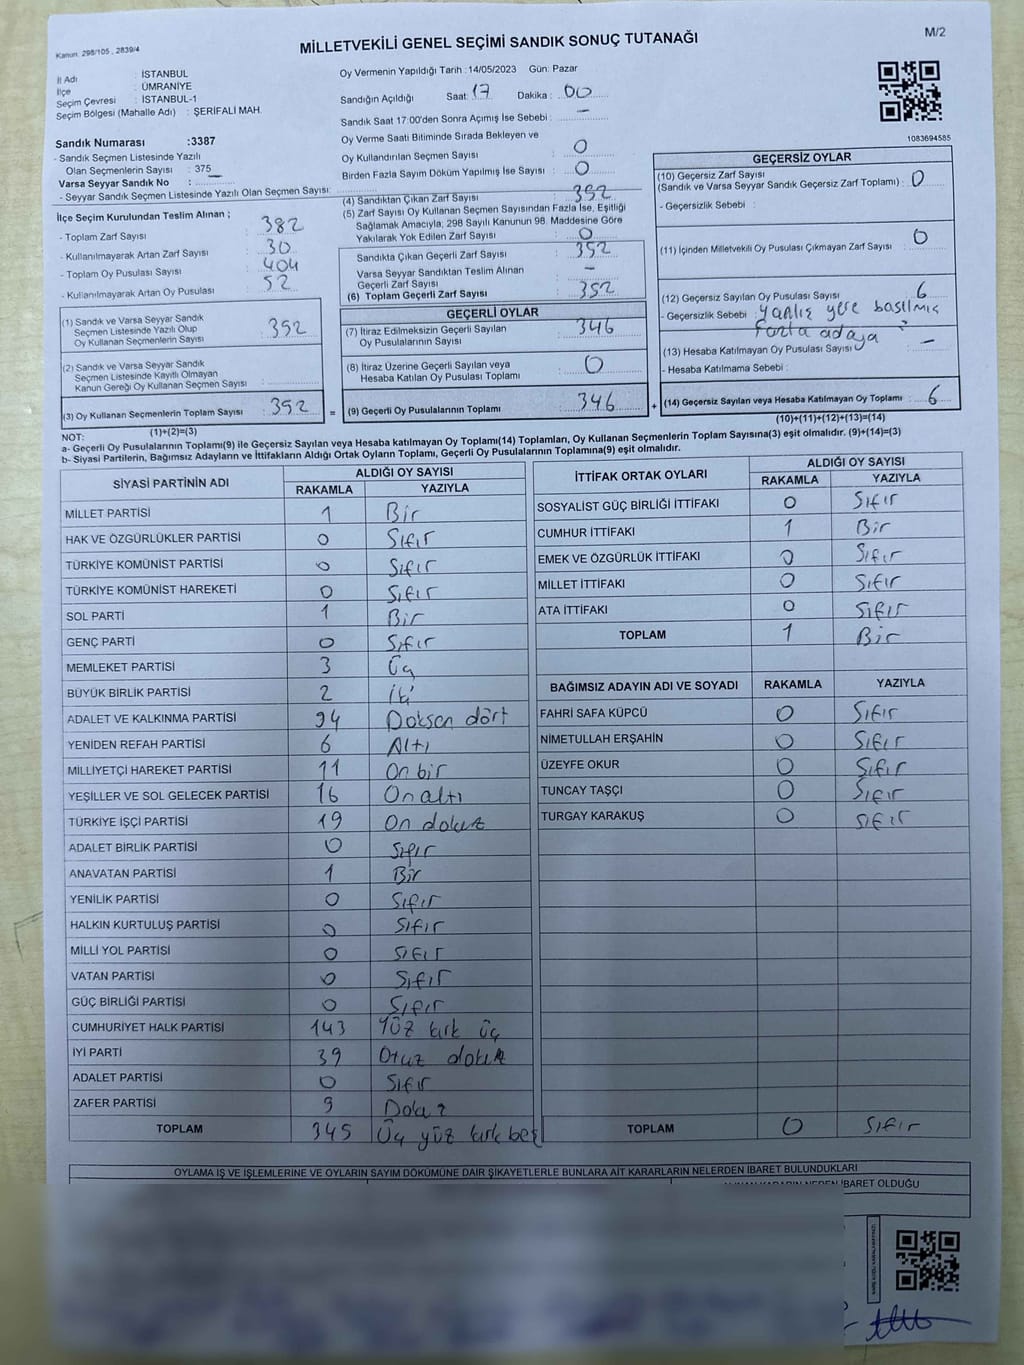 Kanun. 298/105 , 2839/4
MİLLETVEKİLİ GENEL SEÇİMİ SANDIK SONUÇ TUTANAĞI
M/2
İl Adı : İSTANBUL
İlçe : ÜMRANİYE
Seçim Çevresi : İSTANBUL-1
Seçim Bölgesi (Mahalle Adı) : ŞERİFALİ MAH.
Oy Vermenin Yapıldığı Tarih :14/05/2023 Gün: Pazar
Sandığın Açıldığı Saat: 17 Dakika : 00
Sandık Saat 17:00'den Sonra Açımış İse Sebebi : —
Oy Verme Saati Bitiminde Sırada Bekleyen ve
Oy Kullandırılan Seçmen Sayısı : 0
Birden Fazla Sayım Döküm Yapılmış İse Sayısı : 0
1083694585
Sandık Numarası :3387
- Sandık Seçmen Listesinde Yazılı
Olan Seçmenlerin Sayısı : 375
Varsa Seyyar Sandık No :
- Seyyar Sandık Seçmen Listesinde Yazılı Olan Seçmen Sayısı:
İlçe Seçim Kurulundan Teslim Alınan ;
- Toplam Zarf Sayısı : 382
- Kullanılmayarak Artan Zarf Sayısı : 30
- Toplam Oy Pusulası Sayısı : 404
- Kullanılmayarak Artan Oy Pusulası : 52
(1) Sandık ve Varsa Seyyar Sandık
Seçmen Listesinde Yazılı Olup
Oy Kullanan Seçmenlerin Sayısı : 352
(2) Sandık ve Varsa Seyyar Sandık
Seçmen Listesinde Kayıtlı Olmayan
Kanun Gereği Oy Kullanan Seçmen Sayısı :
(3) Oy Kullanan Seçmenlerin Toplam Sayısı : 352
(1)+(2)=(3)
(4) Sandıktan Çıkan Zarf Sayısı : 352
(5) Zarf Sayısı Oy Kullanan Seçmen Sayısından Fazla İse, Eşitliği
Sağlamak Amacıyla; 298 Sayılı Kanunun 98. Maddesine Göre
Yakılarak Yok Edilen Zarf Sayısı : 0
Sandıkta Çıkan Geçerli Zarf Sayısı : 352
Varsa Seyyar Sandıktan Teslim Alınan
Geçerli Zarf Sayısı : —
(6) Toplam Geçerli Zarf Sayısı : 352
GEÇERLİ OYLAR
(7) İtiraz Edilmeksizin Geçerli Sayılan
Oy Pusulalarının Sayısı : 346
(8) İtiraz Üzerine Geçerli Sayılan veya
Hesaba Katılan Oy Pusulası Toplamı : 0
= (9) Geçerli Oy Pusulalarının Toplamı : 346
GEÇERSİZ OYLAR
(10) Geçersiz Zarf Sayısı
(Sandık ve Varsa Seyyar Sandık Geçersiz Zarf Toplamı) : 0
- Geçersizlik Sebebi :
(11) İçinden Milletvekili Oy Pusulası Çıkmayan Zarf Sayısı : 0
(12) Geçersiz Sayılan Oy Pusulası Sayısı : 6
- Geçersizlik Sebebi : yanlış yere basılmış
Fazla adaya
(13) Hesaba Katılmayan Oy Pusulası Sayısı : —
- Hesaba Katılmama Sebebi :
+ (14) Geçersiz Sayılan veya Hesaba Katılmayan Oy Toplamı : 6
(10)+(11)+(12)+(13)=(14)
NOT:
a- Geçerli Oy Pusulalarının Toplamı(9) ile Geçersiz Sayılan veya Hesaba katılmayan Oy Toplamı(14) Toplamları, Oy Kullanan Seçmenlerin Toplam Sayısına(3) eşit olmalıdır. (9)+(14)=(3)
b- Siyasi Partilerin, Bağımsız Adayların ve İttifakların Aldığı Ortak Oyların Toplamı, Geçerli Oy Pusulalarının Toplamına(9) eşit olmalıdır.
SİYASİ PARTİNİN ADI ALDIĞI OY SAYISI
RAKAMLA YAZIYLA
MİLLET PARTİSİ 1 Bir
HAK VE ÖZGÜRLÜKLER PARTİSİ 0 Sıfır
TÜRKİYE KOMÜNİST PARTİSİ 0 Sıfır
TÜRKİYE KOMÜNİST HAREKETİ 0 Sıfır
SOL PARTİ 1 Bir
GENÇ PARTİ 0 Sıfır
MEMLEKET PARTİSİ 3 Üç
BÜYÜK BİRLİK PARTİSİ 2 İki
ADALET VE KALKINMA PARTİSİ 94 Doksan dört
YENİDEN REFAH PARTİSİ 6 Altı
MİLLİYETÇİ HAREKET PARTİSİ 11 On bir
YEŞİLLER VE SOL GELECEK PARTİSİ 16 On altı
TÜRKİYE İŞÇİ PARTİSİ 19 On dokuz
ADALET BİRLİK PARTİSİ 0 Sıfır
ANAVATAN PARTİSİ 1 Bir
YENİLİK PARTİSİ 0 Sıfır
HALKIN KURTULUŞ PARTİSİ 0 Sıfır
MİLLİ YOL PARTİSİ 0 Sıfır
VATAN PARTİSİ 0 Sıfır
GÜÇ BİRLİĞİ PARTİSİ 0 Sıfır
CUMHURİYET HALK PARTİSİ 143 Yüz kırk üç
İYİ PARTİ 39 Otuz dokuz
ADALET PARTİSİ 0 Sıfır
ZAFER PARTİSİ 9 Dokuz
TOPLAM 345 Üç yüz kırk beş
İTTİFAK ORTAK OYLARI ALDIĞI OY SAYISI
RAKAMLA YAZIYLA
SOSYALİST GÜÇ BİRLİĞİ İTTİFAKI 0 Sıfır
CUMHUR İTTİFAKI 1 Bir
EMEK VE ÖZGÜRLÜK İTTİFAKI 0 Sıfır
MİLLET İTTİFAKI 0 Sıfır
ATA İTTİFAKI 0 Sıfır
TOPLAM 1 Bir
BAĞIMSIZ ADAYIN ADI VE SOYADI RAKAMLA YAZIYLA
FAHRİ SAFA KÜPCÜ 0 Sıfır
NİMETULLAH ERŞAHİN 0 Sıfır
ÜZEYFE OKUR 0 Sıfır
TUNCAY TAŞÇI 0 Sıfır
TURGAY KARAKUŞ 0 Sıfır
TOPLAM 0 Sıfır
OYLAMA İŞ VE İŞLEMLERİNE VE OYLARIN SAYIM DÖKÜMÜNE DAİR ŞİKAYETLERLE BUNLARA AİT KARARLARIN NELERDEN İBARET BULUNDUKLARI
İBARET OLDUĞU